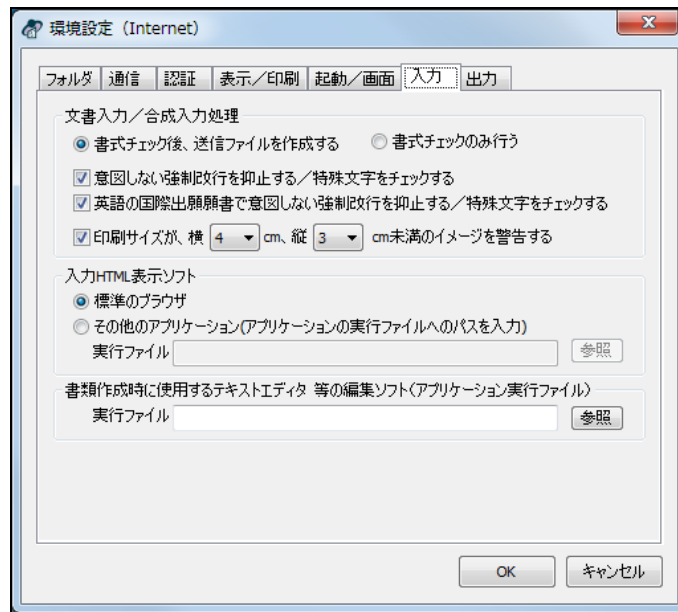 環境設定（Internet）
フォルダ 通信 認証 表示／印刷 起動／画面 入力 出力
文書入力／合成入力処理
書式チェック後、送信ファイルを作成する 書式チェックのみ行う
意図しない強制改行を抑止する／特殊文字をチェックする
英語の国際出願願書で意図しない強制改行を抑止する／特殊文字をチェックする
印刷サイズが、横 4 cm、縦 3 cm未満のイメージを警告する
入力HTML表示ソフト
標準のブラウザ
その他のアプリケーション(アプリケーションの実行ファイルへのパスを入力)
実行ファイル 参照
書類作成時に使用するテキストエディタ 等の編集ソフト(アプリケーション実行ファイル)
実行ファイル 参照
OK キャンセル